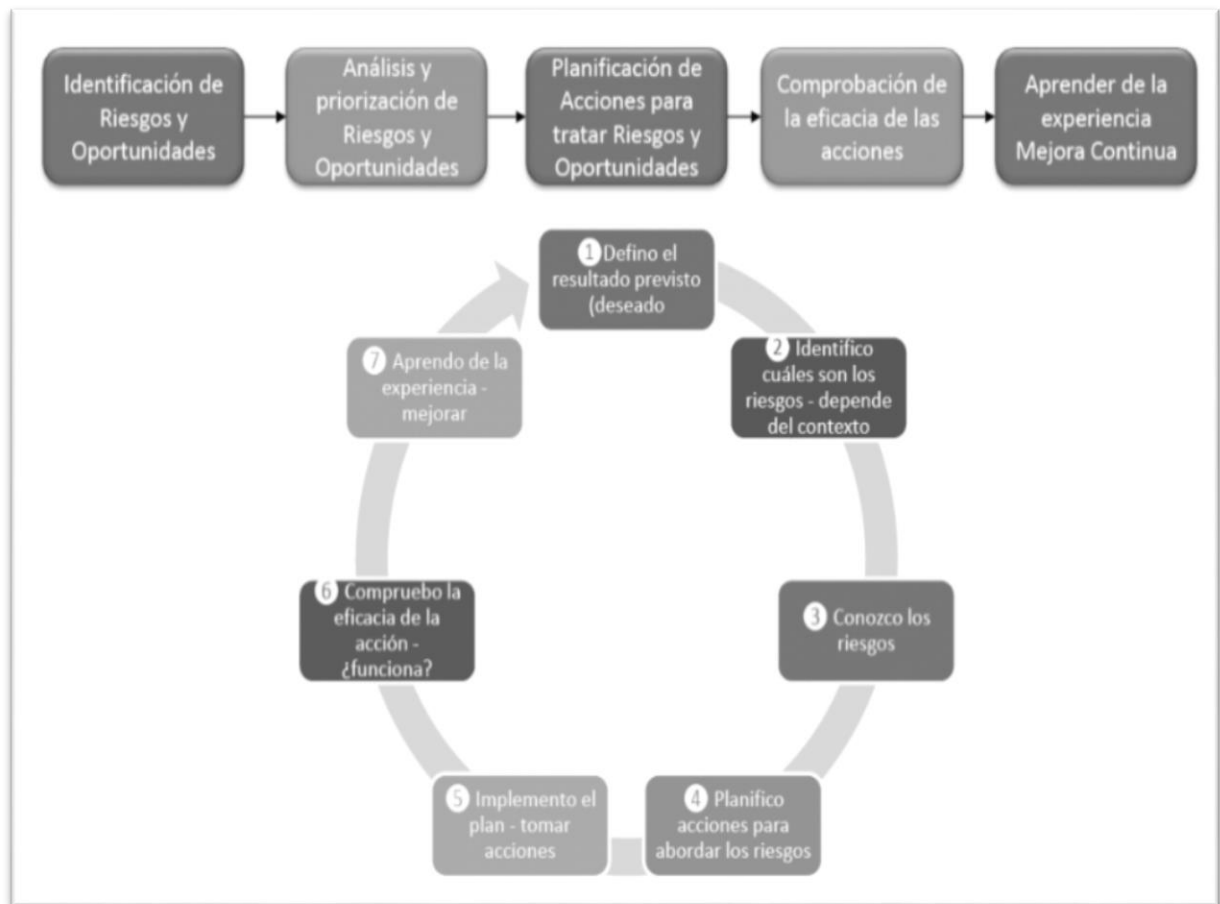 Identificación de
Riesgos y
Oportunidades
Análisis y
priorización de
Riesgos y
Oportunidades
Planificación de
Acciones para
tratar Riesgos y
Oportunidades
Comprobación de
la eficacia de las
acciones
Aprender de la
experiencia
Mejora Continua
1 Defino el
resultado previsto
(deseado
2 Identifico
cuáles son los
riesgos - depende
del contexto
3 Conozco los
riesgos
4 Planifico
acciones para
abordar los riesgos
5 Implemento el
plan - tomar
acciones
6 Compruebo la
eficacia de la
acción -
¿funciona?
7 Aprendo de la
experiencia -
mejorar